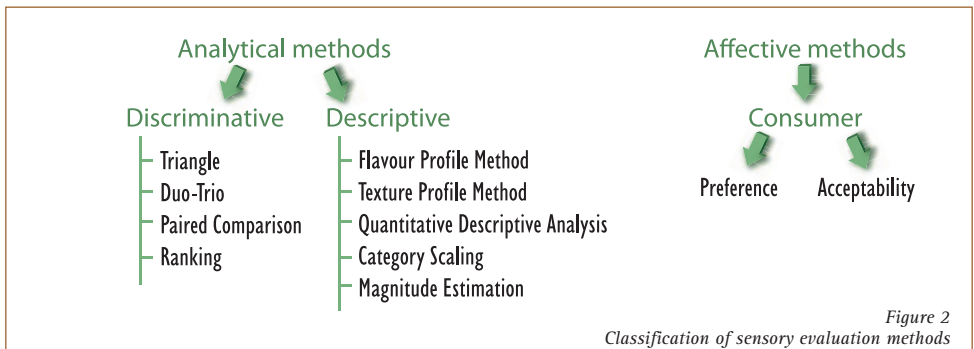 Analytical methods
Discriminative
Triangle
Duo-Trio
Paired Comparison
Ranking
Descriptive
Flavour Profile Method
Texture Profile Method
Quantitative Descriptive Analysis
Category Scaling
Magnitude Estimation
Affective methods
Consumer
Preference
Acceptability
Figure 2
Classification of sensory evaluation methods